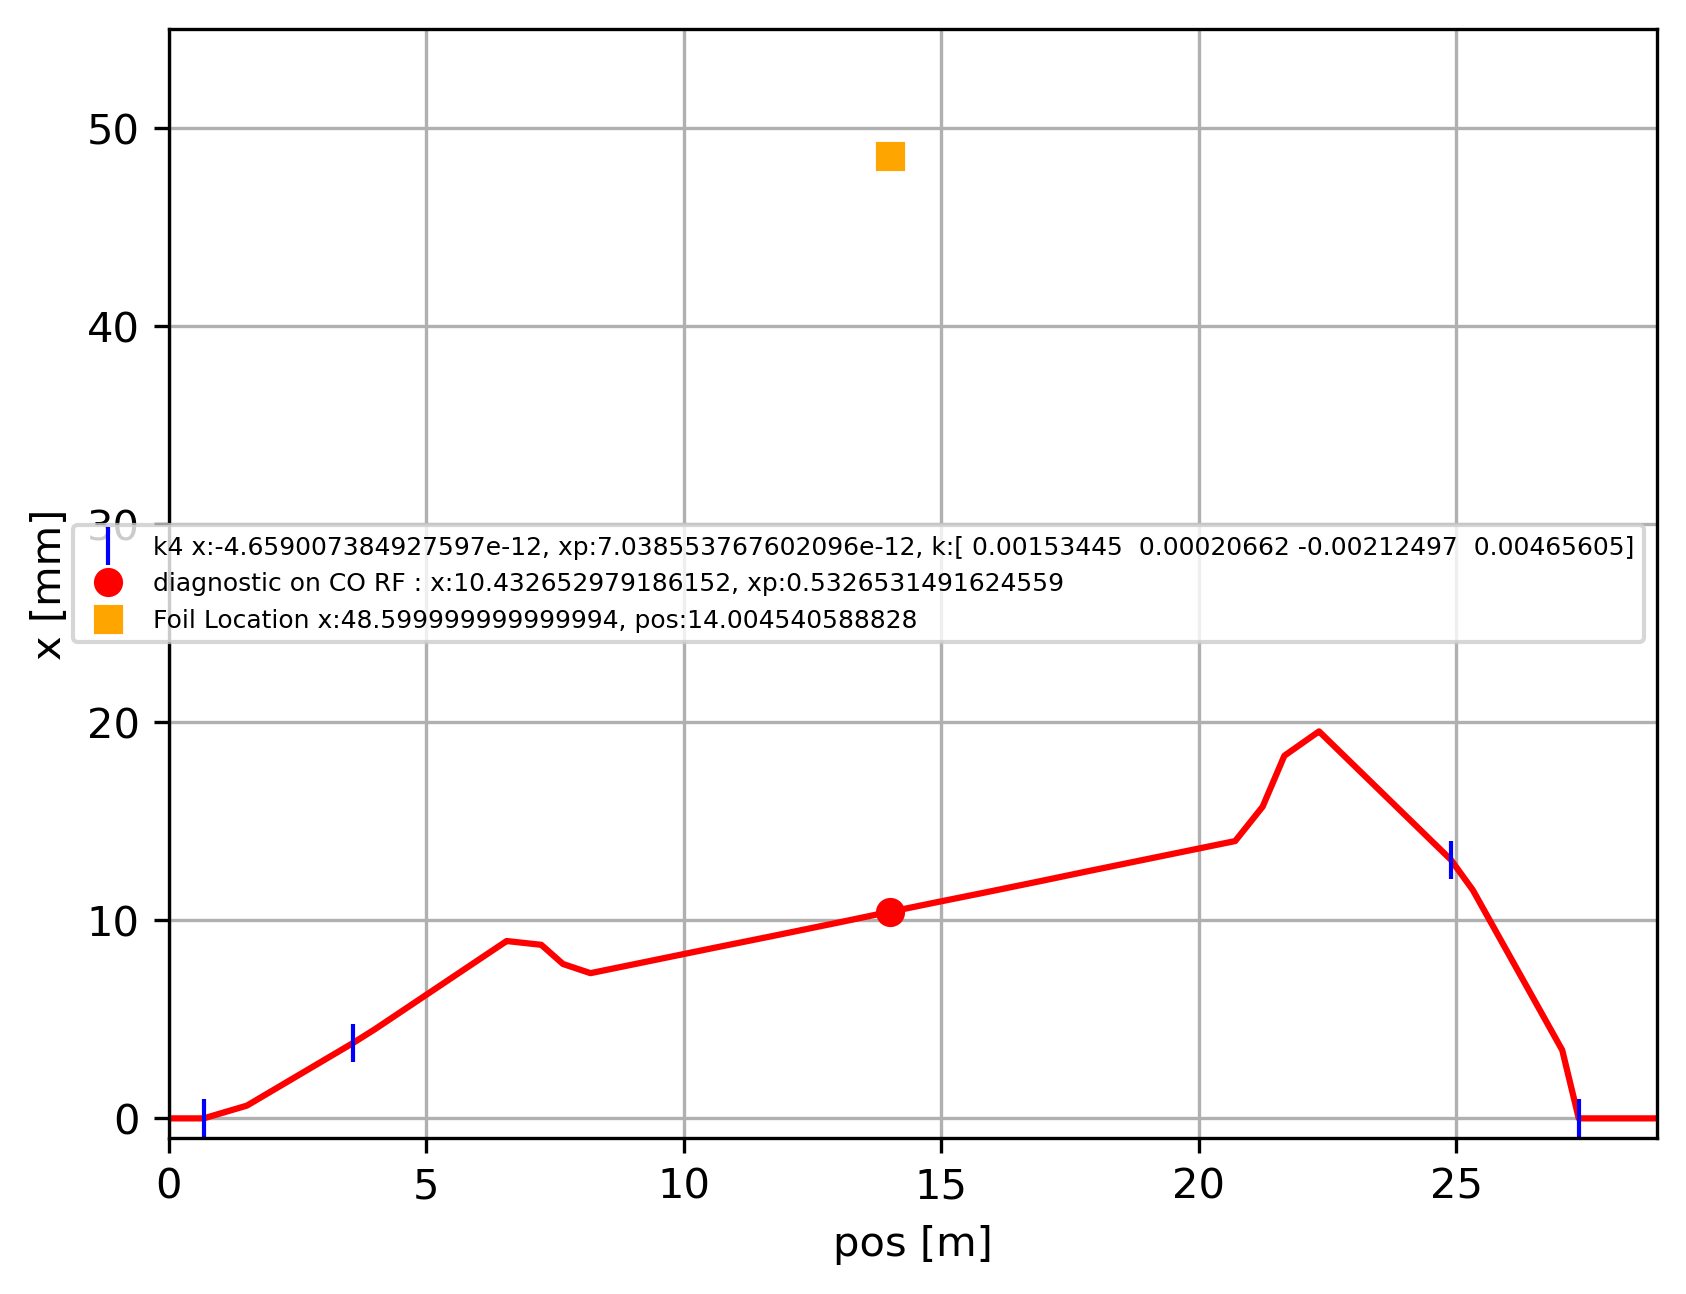 50
40
30
20
10
0
x [mm]
k4 x:-4.659007384927597e-12, xp:7.038553767602096e-12, k:[ 0.00153445  0.00020662 -0.00212497  0.00465605]
diagnostic on CO RF : x:10.432652979186152, xp:0.5326531491624559
Foil Location x:48.599999999999994, pos:14.004540588828
0 5 10 15 20 25
pos [m]